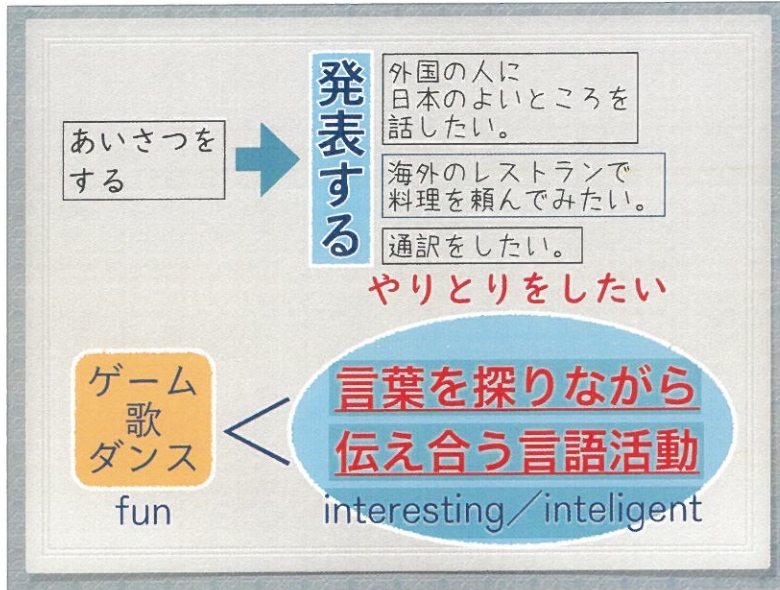 あいさつを
する
発表する
外国の人に
日本のよいところを
話したい。
海外のレストランで
料理を頼んでみたい。
通訳をしたい。
やりとりをしたい
ゲーム
歌
ダンス
fun
＜
言葉を探りながら
伝え合う言語活動
interesting／inteligent